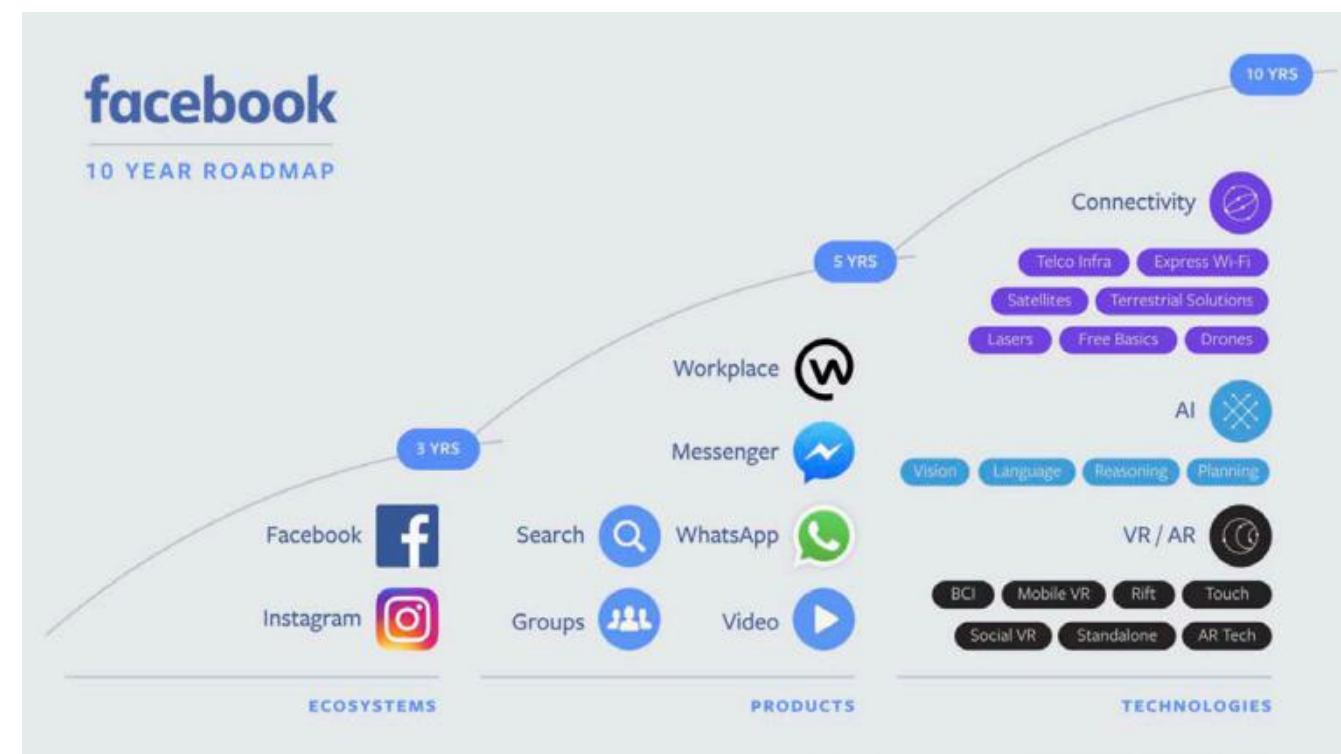 facebook
10 YEAR ROADMAP
3 YRS
Facebook
Instagram
ECOSYSTEMS
5 YRS
Workplace
Messenger
Search
WhatsApp
Groups
Video
PRODUCTS
10 YRS
Connectivity
Telco Infra
Express Wi-Fi
Satellites
Terrestrial Solutions
Lasers
Free Basics
Drones
AI
Vision
Language
Reasoning
Planning
VR / AR
BCI
Mobile VR
Rift
Touch
Social VR
Standalone
AR Tech
TECHNOLOGIES